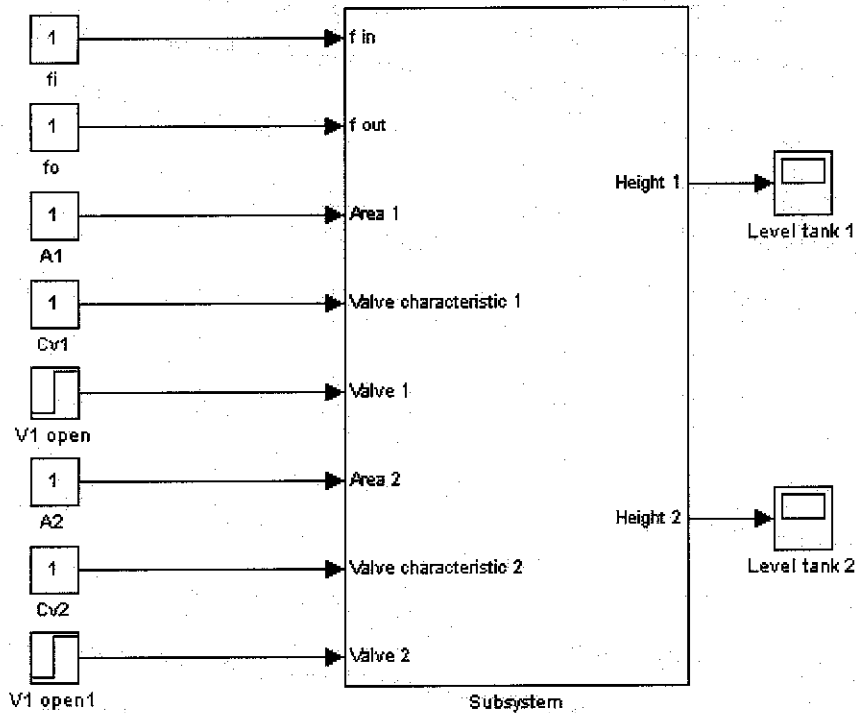 1
f in
fi
1
f out
fo
Height 1
1
Area 1
Level tank 1
A1
1
Valve characteristic 1
Cv1
Valve 1
V1 open
1
Area 2
A2
Height 2
1
Valve characteristic 2
Level tank 2
Cv2
Valve 2
V1 open1
Subsystem